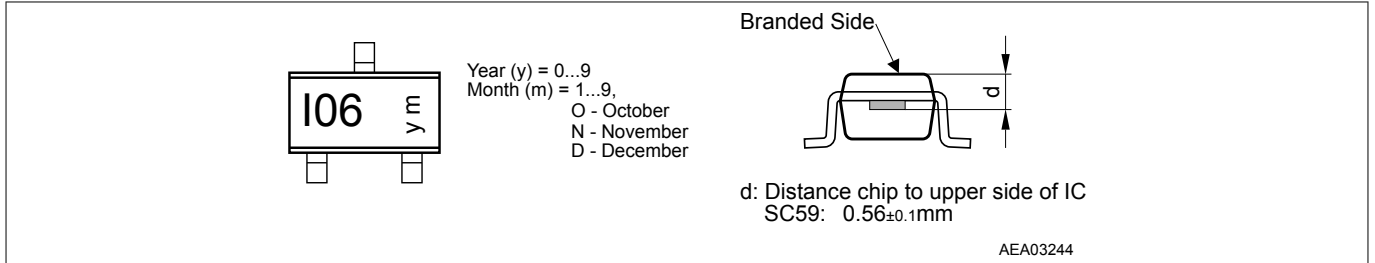 I06
y m
Year (y) = 0...9
Month (m) = 1...9,
O - October
N - November
D - December
Branded Side
d
d: Distance chip to upper side of IC
SC59: 0.56±0.1mm
AEA03244